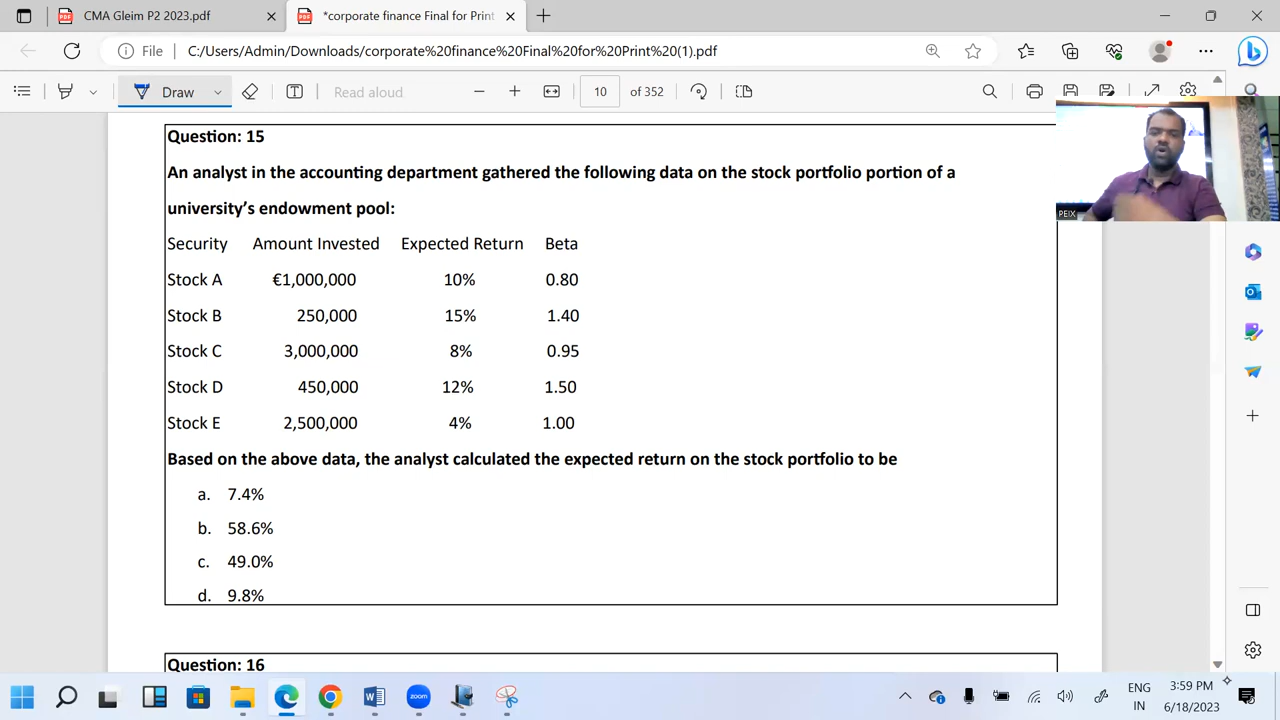 CMA Gleim P2 2023.pdf
*corporate finance Final for Print
File
C:/Users/Admin/Downloads/corporate%20finance%20Final%20for%20Print%20(1).pdf
Draw
Read aloud
10
of 352
PEIX
Question: 15
An analyst in the accounting department gathered the following data on the stock portfolio portion of a
university’s endowment pool:
Security Amount Invested Expected Return Beta
Stock A €1,000,000 10% 0.80
Stock B 250,000 15% 1.40
Stock C 3,000,000 8% 0.95
Stock D 450,000 12% 1.50
Stock E 2,500,000 4% 1.00
Based on the above data, the analyst calculated the expected return on the stock portfolio to be
a. 7.4%
b. 58.6%
c. 49.0%
d. 9.8%
Question: 16
zoom
ENG
IN
3:59 PM
6/18/2023